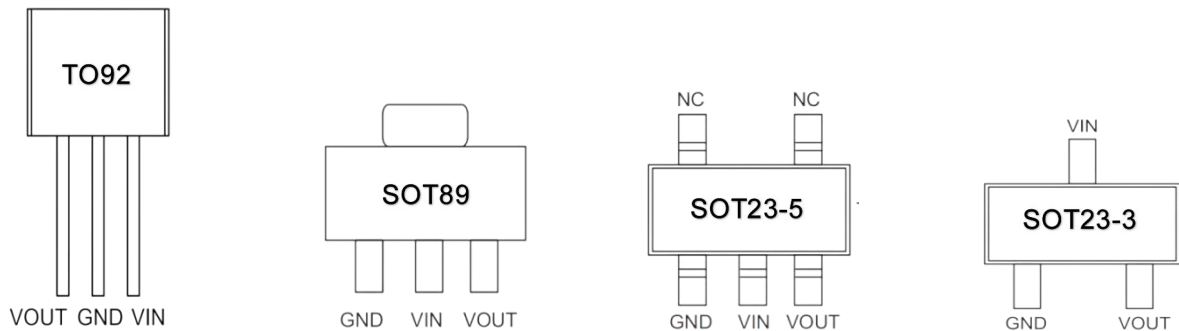 TO92
VOUT GND VIN
SOT89
GND VIN VOUT
NC NC
SOT23-5
GND VIN VOUT
VIN
SOT23-3
GND VOUT